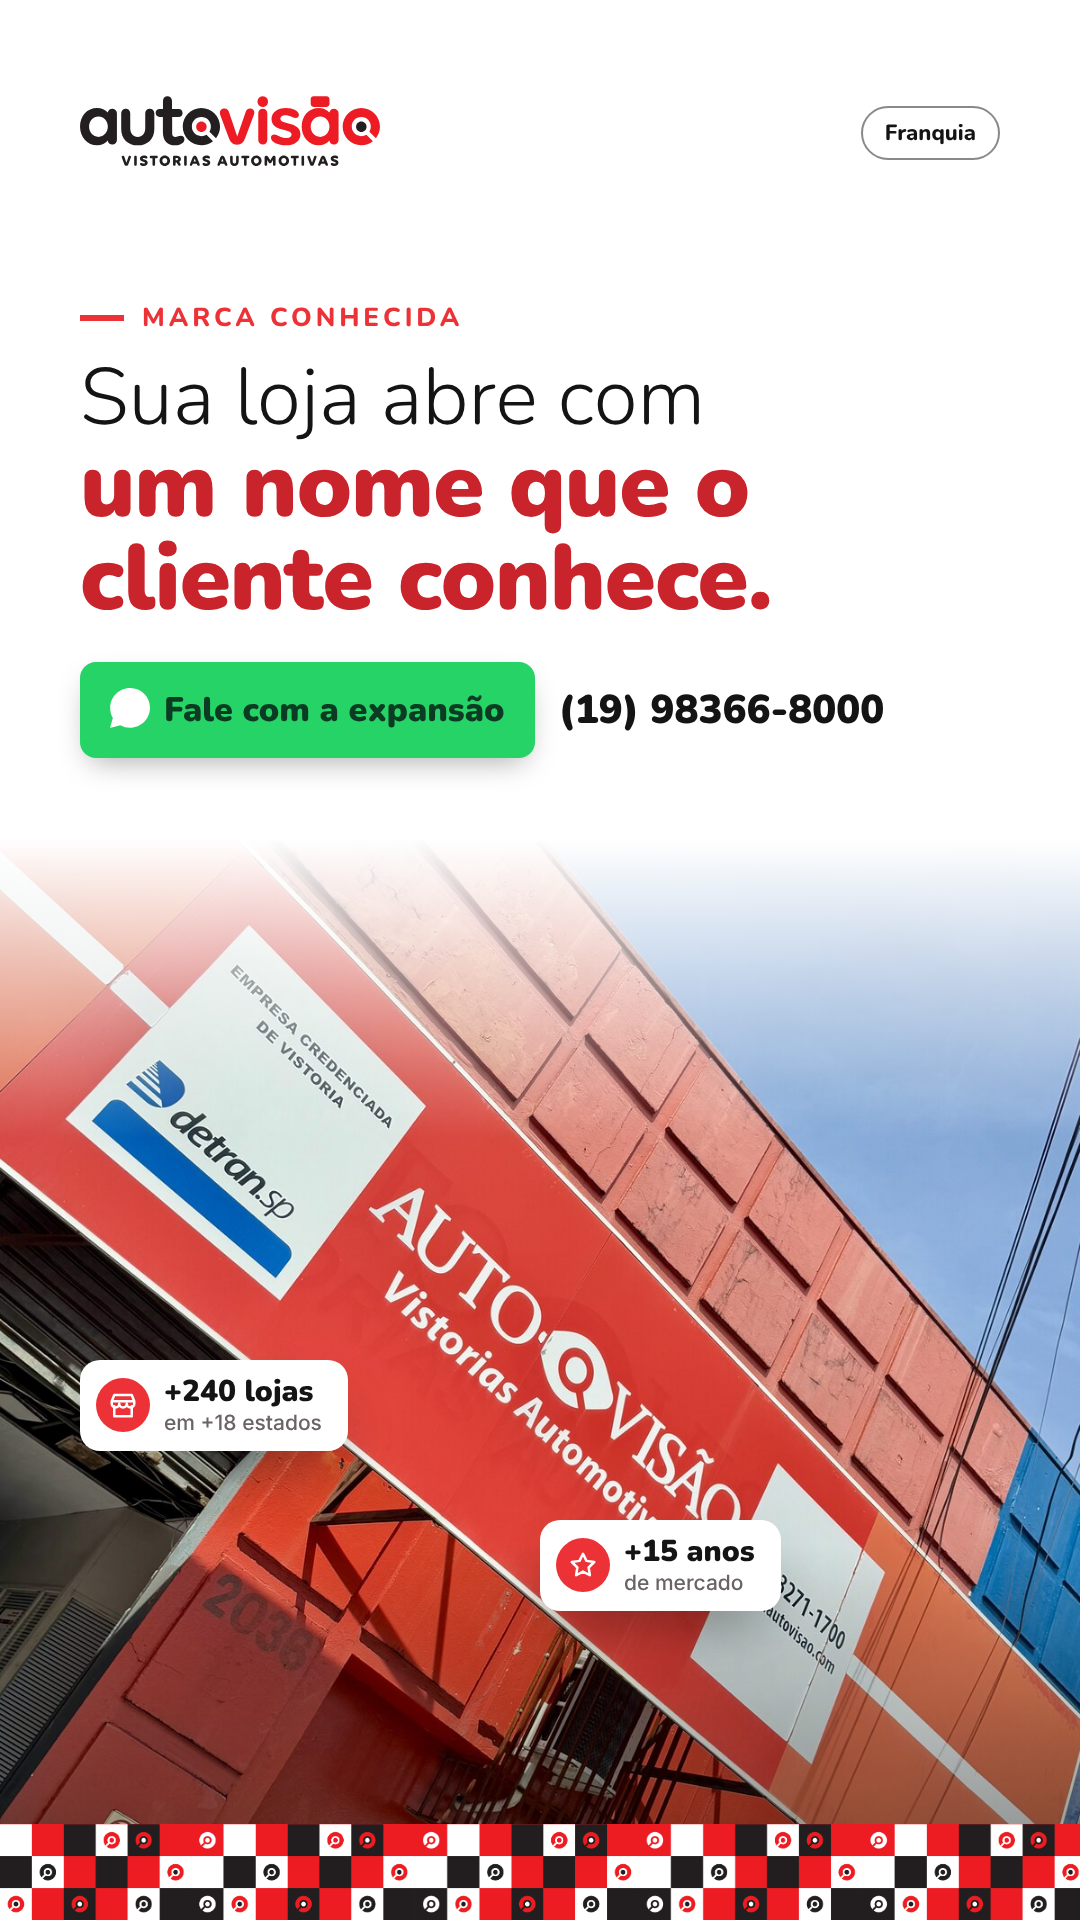 autovisão
VISTORIAS AUTOMOTIVAS
Franquia
MARCA CONHECIDA
Sua loja abre com
um nome que o
cliente conhece.
Fale com a expansão
(19) 98366-8000
EMPRESA CREDENCIADA
DE VISTORIA
detran.sp
AUTO VISÃO
Vistorias
+240 lojas
em +18 estados
+15 anos
de mercado
3271-1700
autovisao.com
2036